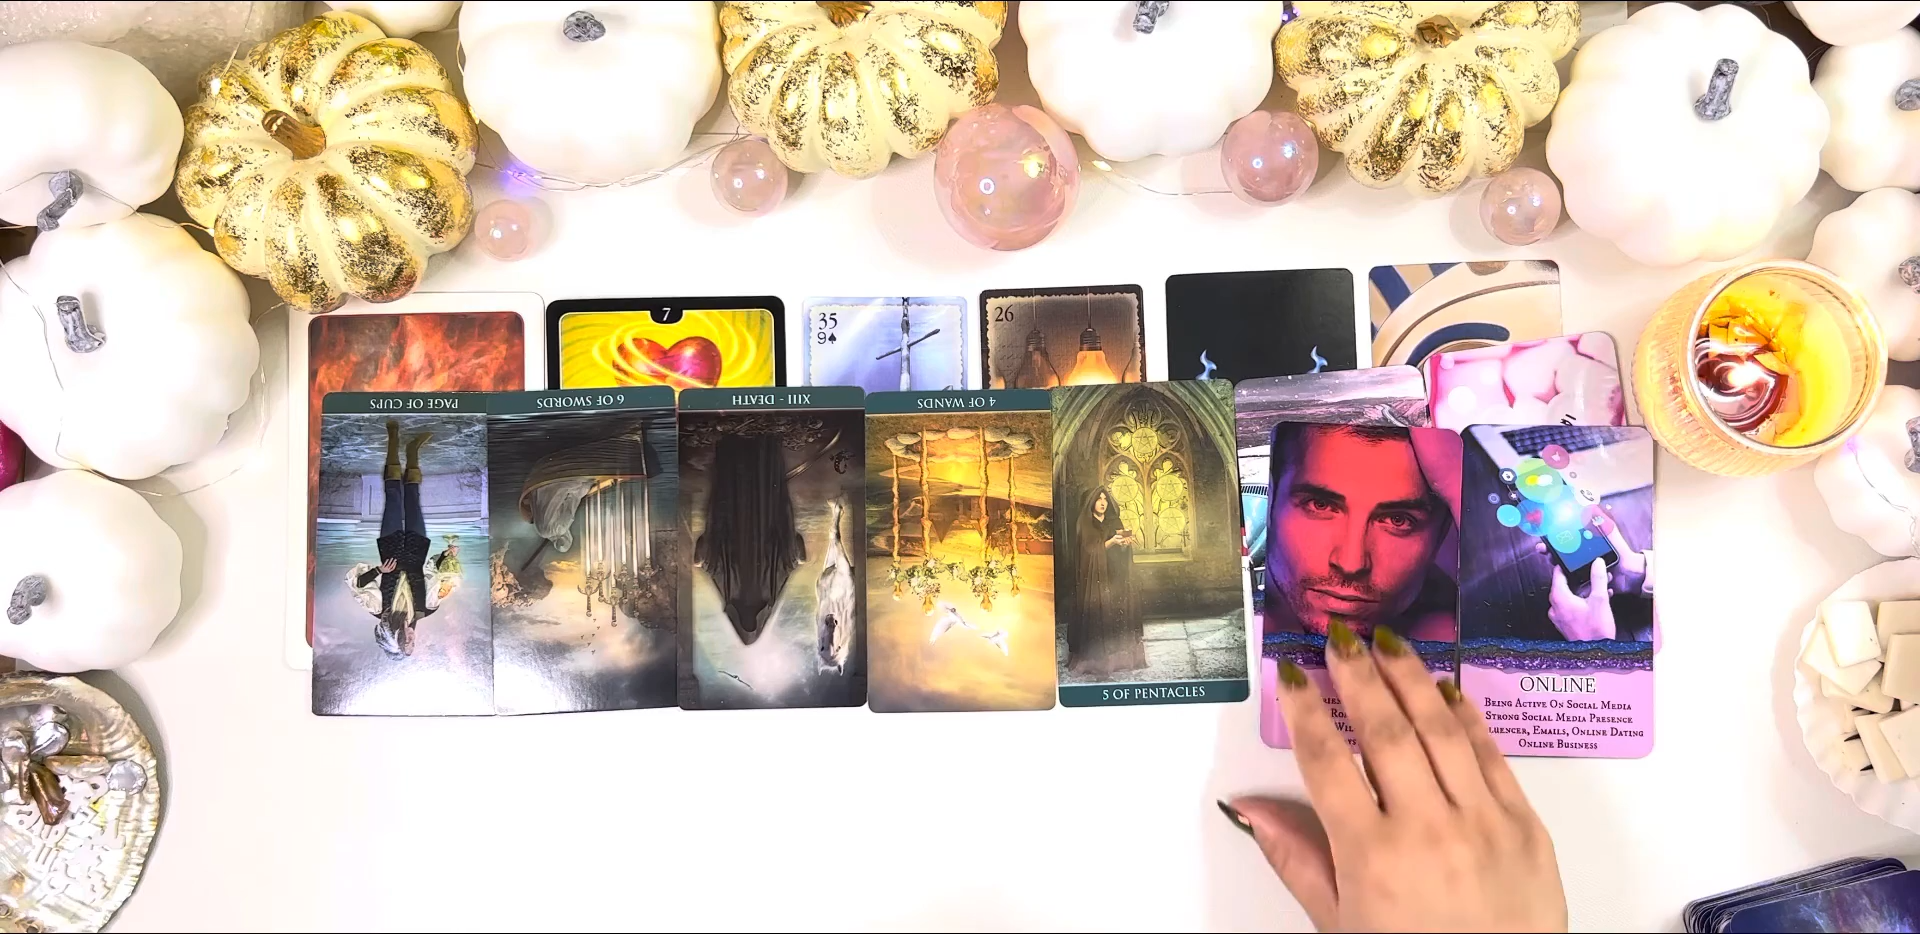 7
35
9♠
26
PAGE OF CUPS
6 OF SWORDS
XIII - DEATH
4 OF WANDS
5 OF PENTACLES
ONLINE
Being Active On Social Media
Strong Social Media Presence
Emails, Online Dating
Online Business